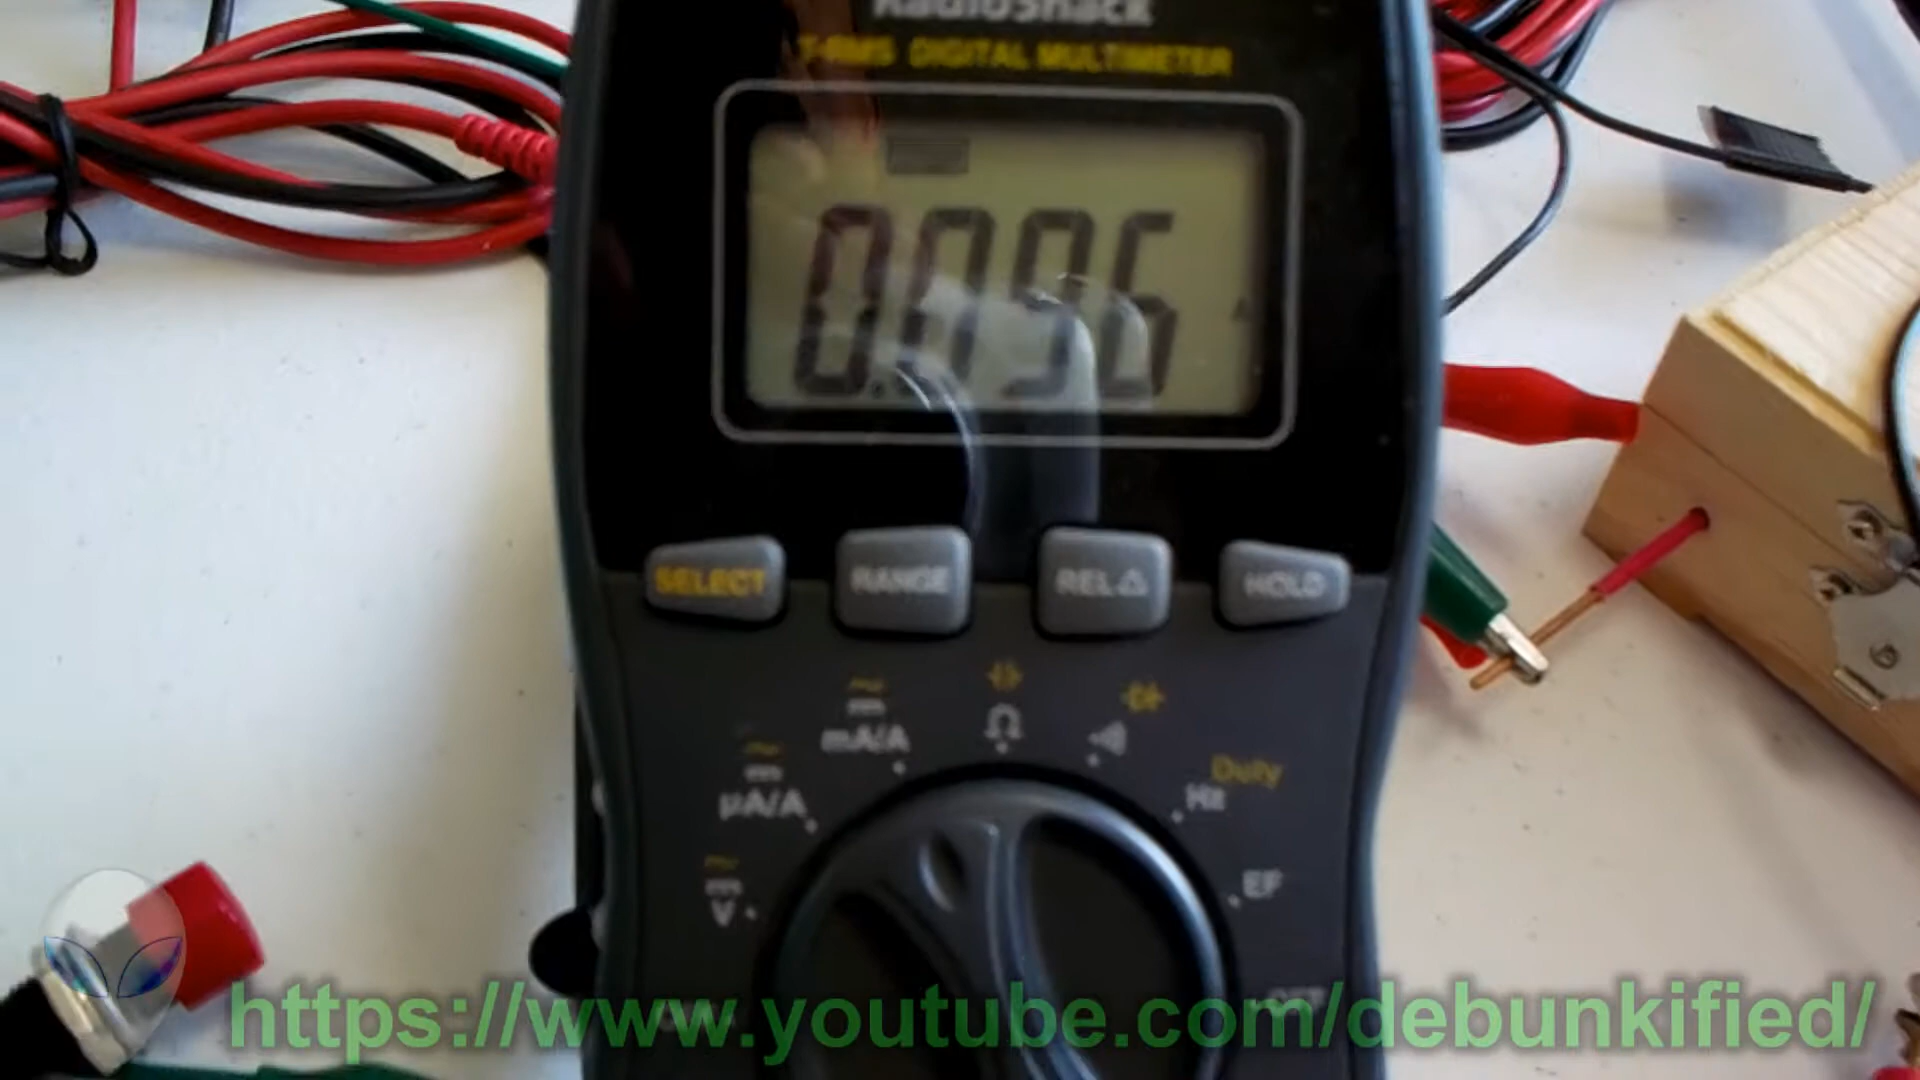 RadioShack
T-RMS DIGITAL MULTIMETER
0.096
A
SELECT RANGE REL△ HOLD
mA/A Ω
Duty
µA/A Hz
V EF
OFF
https://www.youtube.com/debunkified/